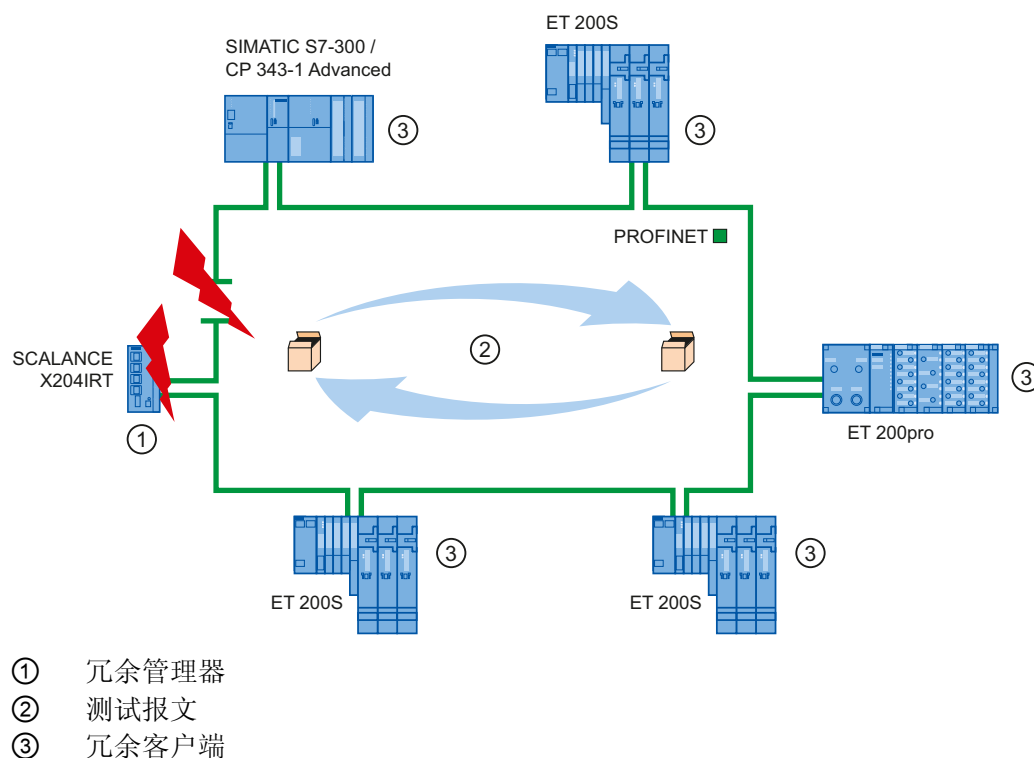 ET 200S
SIMATIC S7-300 /
CP 343-1 Advanced
③
③
PROFINET
②
SCALANCE
X204IRT
①
③
ET 200pro
③
③
ET 200S
ET 200S
① 冗余管理器
② 测试报文
③ 冗余客户端